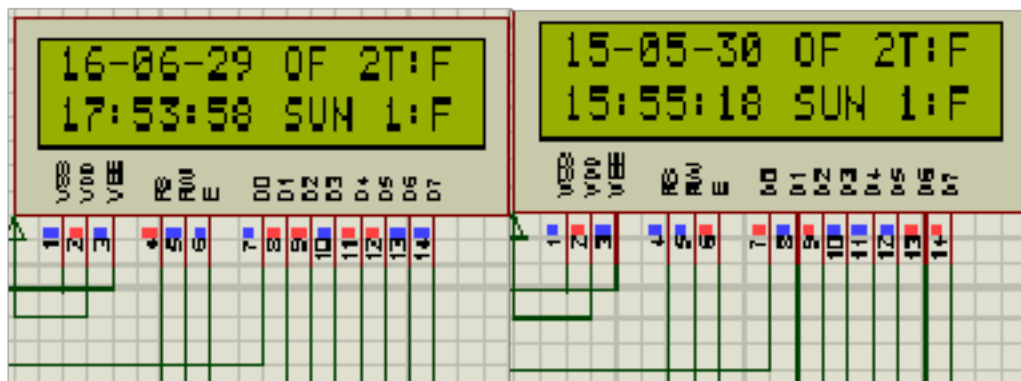 16-06-29 OF 2T:F
17:53:58 SUN 1:F
VSS VDD VEE RS RW E D0 D1 D2 D3 D4 D5 D6 D7
1 2 3 4 5 6 7 8 9 10 11 12 13 14
15-05-30 OF 2T:F
15:55:18 SUN 1:F
VSS VDD VEE RS RW E D0 D1 D2 D3 D4 D5 D6 D7
1 2 3 4 5 6 7 8 9 10 11 12 13 14